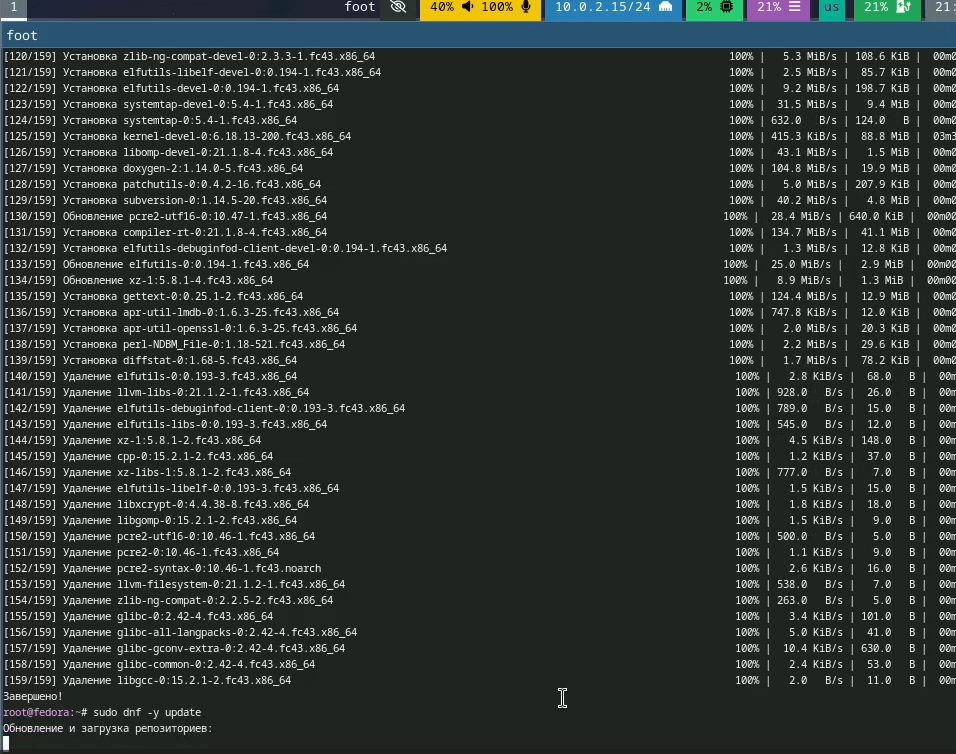 1 foot 40% 100% 10.0.2.15/24 2% 21% us 21% 21:
foot
[120/159] Установка zlib-ng-compat-devel-0:2.3.3-1.fc43.x86_64 100% | 5.3 MiB/s | 108.6 KiB | 00m0
[121/159] Установка elfutils-libelf-devel-0:0.194-1.fc43.x86_64 100% | 2.5 MiB/s | 85.7 KiB | 00m0
[122/159] Установка elfutils-devel-0:0.194-1.fc43.x86_64 100% | 9.2 MiB/s | 198.7 KiB | 00m0
[123/159] Установка systemtap-devel-0:5.4-1.fc43.x86_64 100% | 31.5 MiB/s | 9.4 MiB | 00m0
[124/159] Установка systemtap-0:5.4-1.fc43.x86_64 100% | 632.0 B/s | 124.0 B | 00m0
[125/159] Установка kernel-devel-0:6.18.13-200.fc43.x86_64 100% | 415.3 KiB/s | 88.8 MiB | 03m3
[126/159] Установка libomp-devel-0:21.1.8-4.fc43.x86_64 100% | 43.1 MiB/s | 1.5 MiB | 00m0
[127/159] Установка doxygen-2:1.14.0-5.fc43.x86_64 100% | 104.8 MiB/s | 19.9 MiB | 00m0
[128/159] Установка patchutils-0:0.4.2-16.fc43.x86_64 100% | 5.0 MiB/s | 207.9 KiB | 00m0
[129/159] Установка subversion-0:1.14.5-20.fc43.x86_64 100% | 40.2 MiB/s | 4.8 MiB | 00m0
[130/159] Обновление pcre2-utf16-0:10.47-1.fc43.x86_64 100% | 28.4 MiB/s | 640.0 KiB | 00m00
[131/159] Установка compiler-rt-0:21.1.8-4.fc43.x86_64 100% | 134.7 MiB/s | 41.1 MiB | 00m0
[132/159] Установка elfutils-debuginfod-client-devel-0:0.194-1.fc43.x86_64 100% | 1.3 MiB/s | 12.8 KiB | 00m0
[133/159] Обновление elfutils-0:0.194-1.fc43.x86_64 100% | 25.0 MiB/s | 2.9 MiB | 00m00
[134/159] Обновление xz-1:5.8.1-4.fc43.x86_64 100% | 8.9 MiB/s | 1.3 MiB | 00m00
[135/159] Установка gettext-0:0.25.1-2.fc43.x86_64 100% | 124.4 MiB/s | 12.9 MiB | 00m0
[136/159] Установка apr-util-lmdb-0:1.6.3-25.fc43.x86_64 100% | 747.8 KiB/s | 12.0 KiB | 00m0
[137/159] Установка apr-util-openssl-0:1.6.3-25.fc43.x86_64 100% | 2.0 MiB/s | 20.3 KiB | 00m0
[138/159] Установка perl-NDBM_File-0:1.18-521.fc43.x86_64 100% | 2.2 MiB/s | 29.6 KiB | 00m0
[139/159] Установка diffstat-0:1.68-5.fc43.x86_64 100% | 1.7 MiB/s | 78.2 KiB | 00m0
[140/159] Удаление elfutils-0:0.193-3.fc43.x86_64 100% | 2.8 KiB/s | 68.0 B | 00m
[141/159] Удаление llvm-libs-0:21.1.2-1.fc43.x86_64 100% | 928.0 B/s | 26.0 B | 00m
[142/159] Удаление elfutils-debuginfod-client-0:0.193-3.fc43.x86_64 100% | 789.0 B/s | 15.0 B | 00m
[143/159] Удаление elfutils-libs-0:0.193-3.fc43.x86_64 100% | 545.0 B/s | 12.0 B | 00m
[144/159] Удаление xz-1:5.8.1-2.fc43.x86_64 100% | 4.5 KiB/s | 148.0 B | 00m
[145/159] Удаление cpp-0:15.2.1-2.fc43.x86_64 100% | 1.2 KiB/s | 37.0 B | 00m
[146/159] Удаление xz-libs-1:5.8.1-2.fc43.x86_64 100% | 777.0 B/s | 7.0 B | 00m
[147/159] Удаление elfutils-libelf-0:0.193-3.fc43.x86_64 100% | 1.5 KiB/s | 15.0 B | 00m
[148/159] Удаление libxcrypt-0:4.4.38-8.fc43.x86_64 100% | 1.8 KiB/s | 18.0 B | 00m
[149/159] Удаление libgomp-0:15.2.1-2.fc43.x86_64 100% | 1.5 KiB/s | 9.0 B | 00m
[150/159] Удаление pcre2-utf16-0:10.46-1.fc43.x86_64 100% | 500.0 B/s | 5.0 B | 00m
[151/159] Удаление pcre2-0:10.46-1.fc43.x86_64 100% | 1.1 KiB/s | 9.0 B | 00m
[152/159] Удаление pcre2-syntax-0:10.46-1.fc43.noarch 100% | 2.6 KiB/s | 16.0 B | 00m
[153/159] Удаление llvm-filesystem-0:21.1.2-1.fc43.x86_64 100% | 538.0 B/s | 7.0 B | 00m
[154/159] Удаление zlib-ng-compat-0:2.2.5-2.fc43.x86_64 100% | 263.0 B/s | 5.0 B | 00m
[155/159] Удаление glibc-0:2.42-4.fc43.x86_64 100% | 3.4 KiB/s | 101.0 B | 00m
[156/159] Удаление glibc-all-langpacks-0:2.42-4.fc43.x86_64 100% | 5.0 KiB/s | 41.0 B | 00m
[157/159] Удаление glibc-gconv-extra-0:2.42-4.fc43.x86_64 100% | 10.4 KiB/s | 630.0 B | 00m
[158/159] Удаление glibc-common-0:2.42-4.fc43.x86_64 100% | 2.4 KiB/s | 53.0 B | 00m
[159/159] Удаление libgcc-0:15.2.1-2.fc43.x86_64 100% | 2.0 B/s | 11.0 B | 00m
Завершено!
root@fedora:~# sudo dnf -y update
Обновление и загрузка репозиториев: